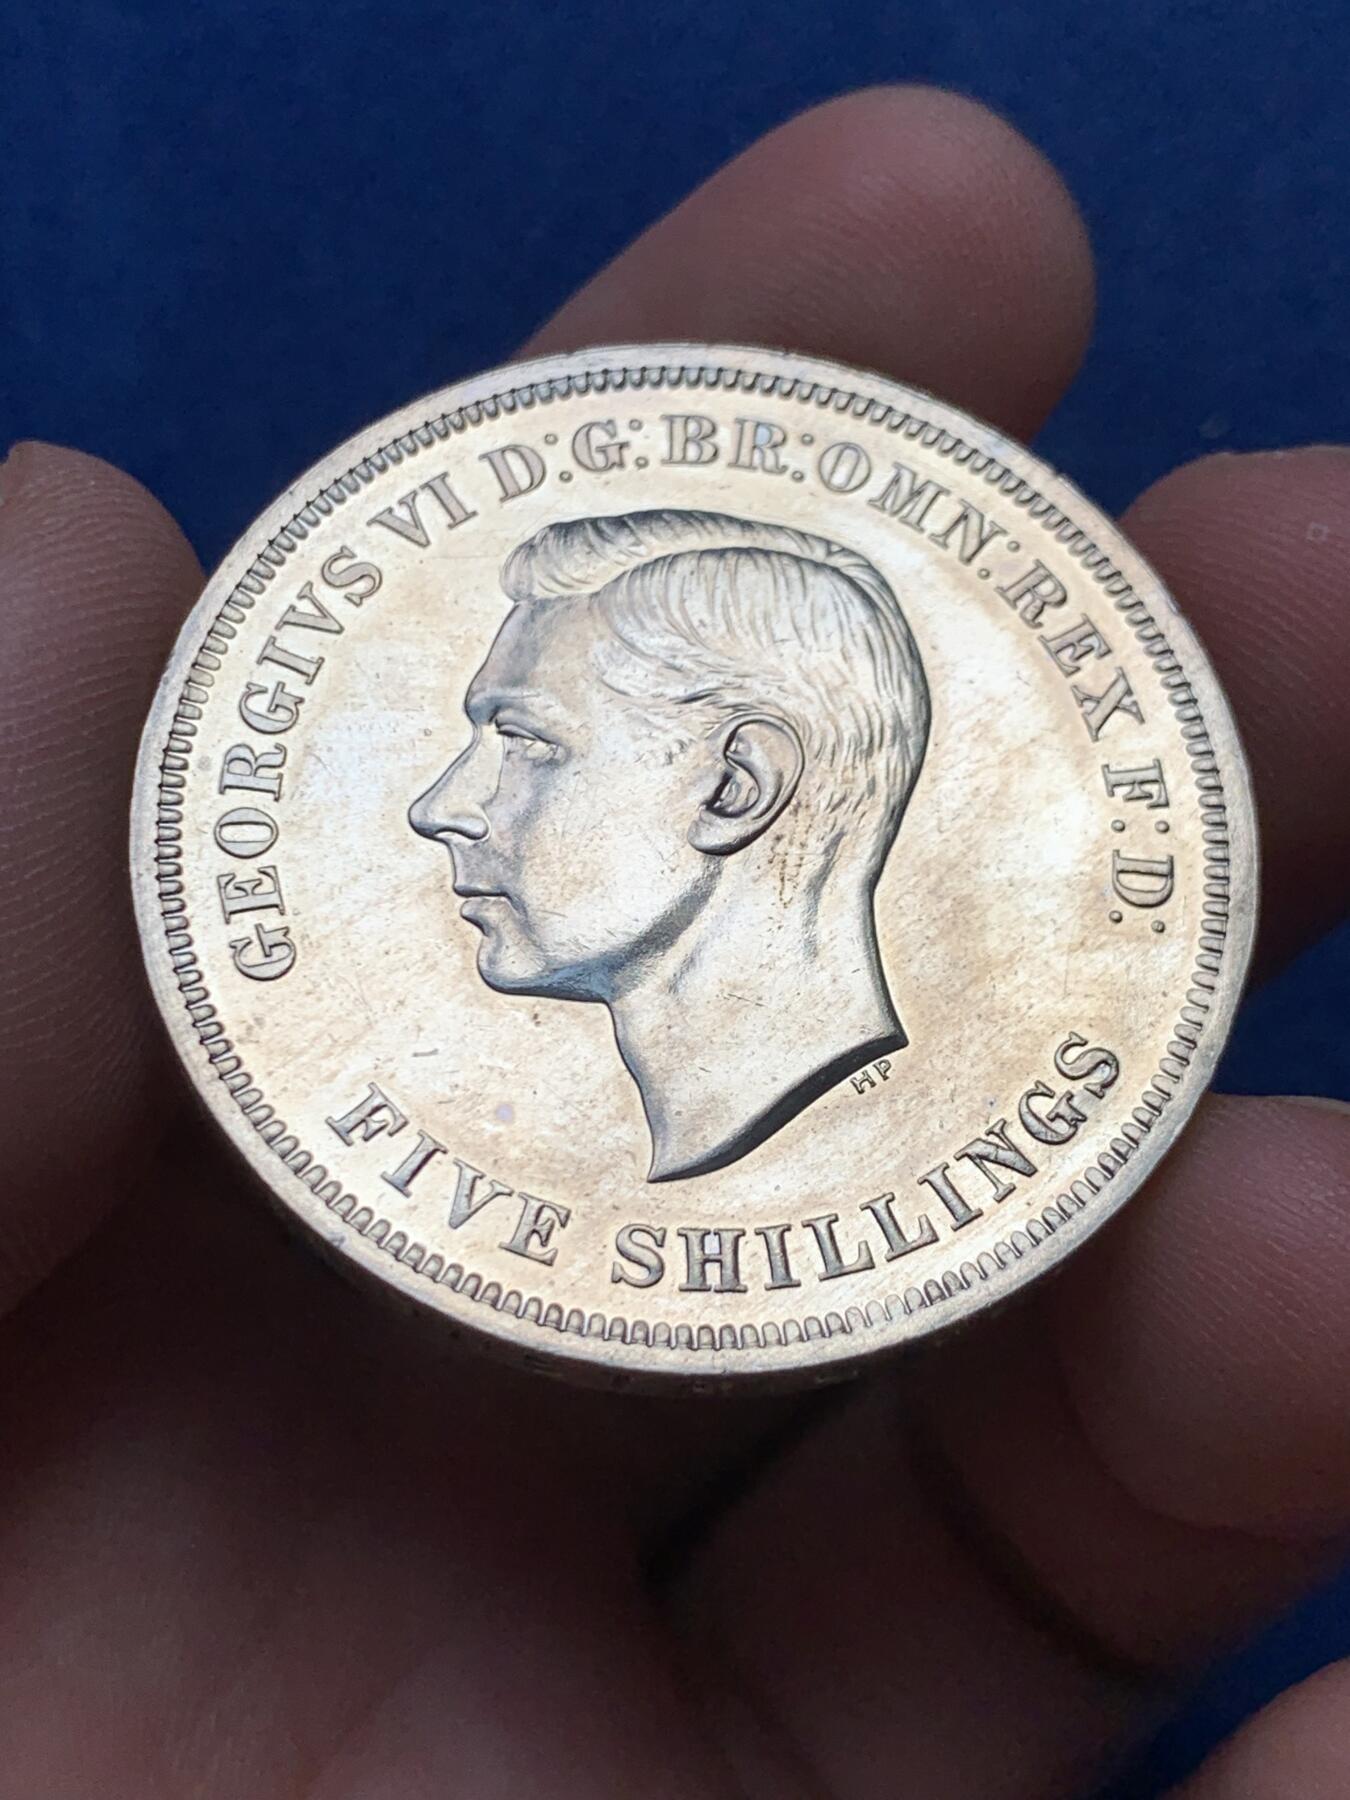 GEORGIVS VI D:G:BR:OMN:REX F:D:
HP
FIVE SHILLINGS